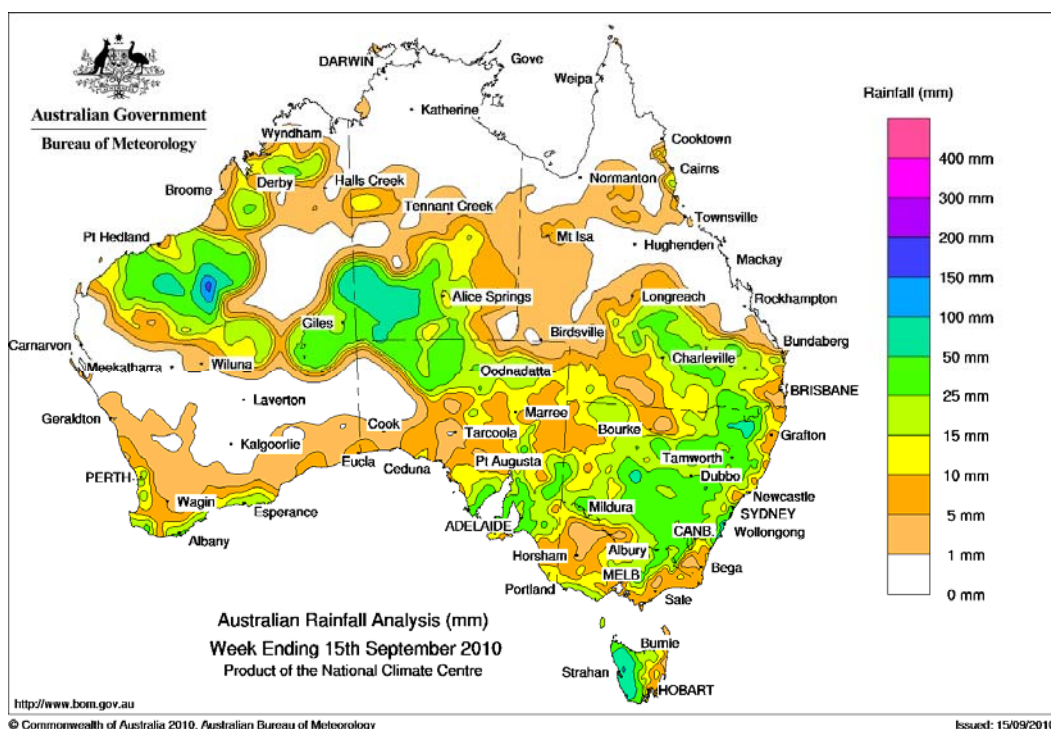 Australian Government
Bureau of Meteorology
DARWIN
Gove
Weipa
Katherine
Wyndham
Cooktown
Cairns
Derby
Halls Creek
Normanton
Broome
Tennant Creek
Townsville
Pt Hedland
Mt Isa
Hughenden
Mackay
Alice Springs
Longreach
Rockhampton
Giles
Birdsville
Carnarvon
Bundaberg
Meekatharra
Wiluna
Oodnadatta
Charleville
BRISBANE
Laverton
Marree
Geraldton
Cook
Tarcoola
Bourke
Grafton
Kalgoorlie
Eucla
Ceduna
Pt Augusta
Tamworth
PERTH
Dubbo
Wagin
Esperance
Mildura
Newcastle
SYDNEY
Albany
ADELAIDE
CANB.
Wollongong
Horsham
Albury
Bega
Portland
MELB
Sale
Burnie
Strahan
HOBART
Rainfall (mm)
400 mm
300 mm
200 mm
150 mm
100 mm
50 mm
25 mm
15 mm
10 mm
5 mm
1 mm
0 mm
Australian Rainfall Analysis (mm)
Week Ending 15th September 2010
Product of the National Climate Centre
http://www.bom.gov.au
© Commonwealth of Australia 2010, Australian Bureau of Meteorology
Issued: 15/09/2010